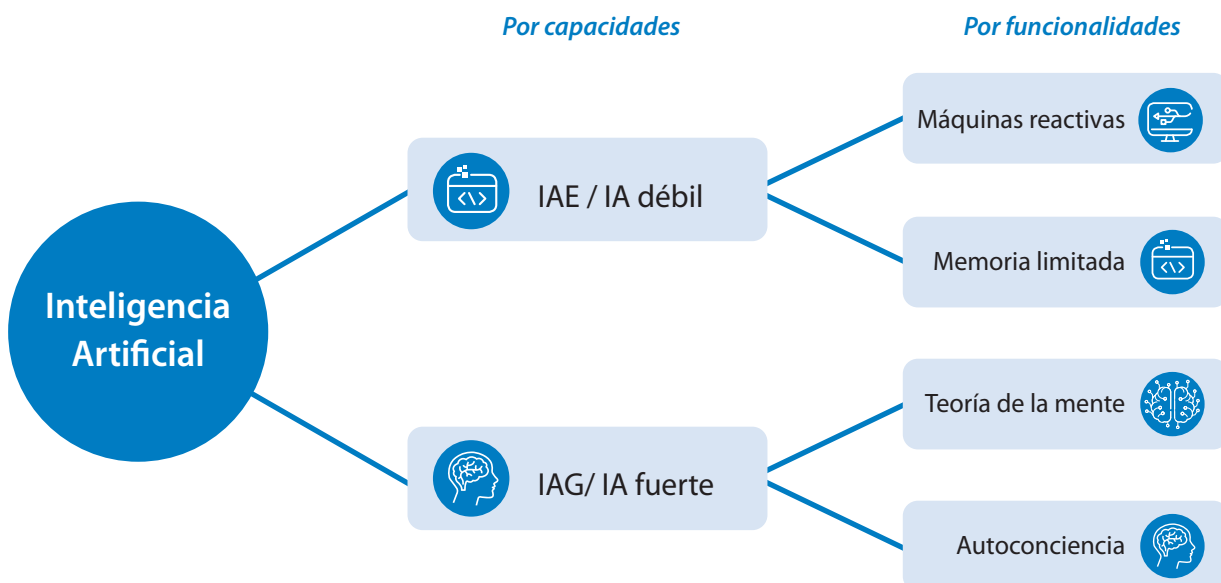 Por capacidades
Por funcionalidades
Inteligencia
Artificial
IAE / IA débil
Máquinas reactivas
Memoria limitada
IAG/ IA fuerte
Teoría de la mente
Autoconciencia